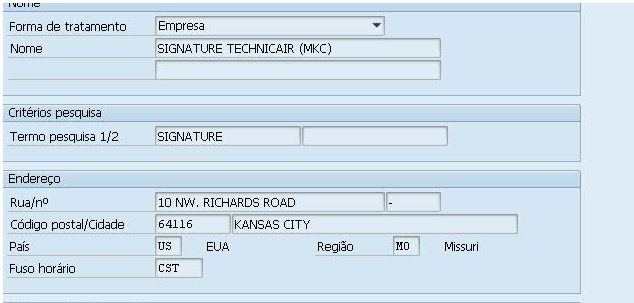 Nome
Forma de tratamento Empresa
Nome SIGNATURE TECHNICAIR (MKC)
Critérios pesquisa
Termo pesquisa 1/2 SIGNATURE
Endereço
Rua/nº 10 NW. RICHARDS ROAD -
Código postal/Cidade 64116 KANSAS CITY
País US EUA Região MO Missuri
Fuso horário CST